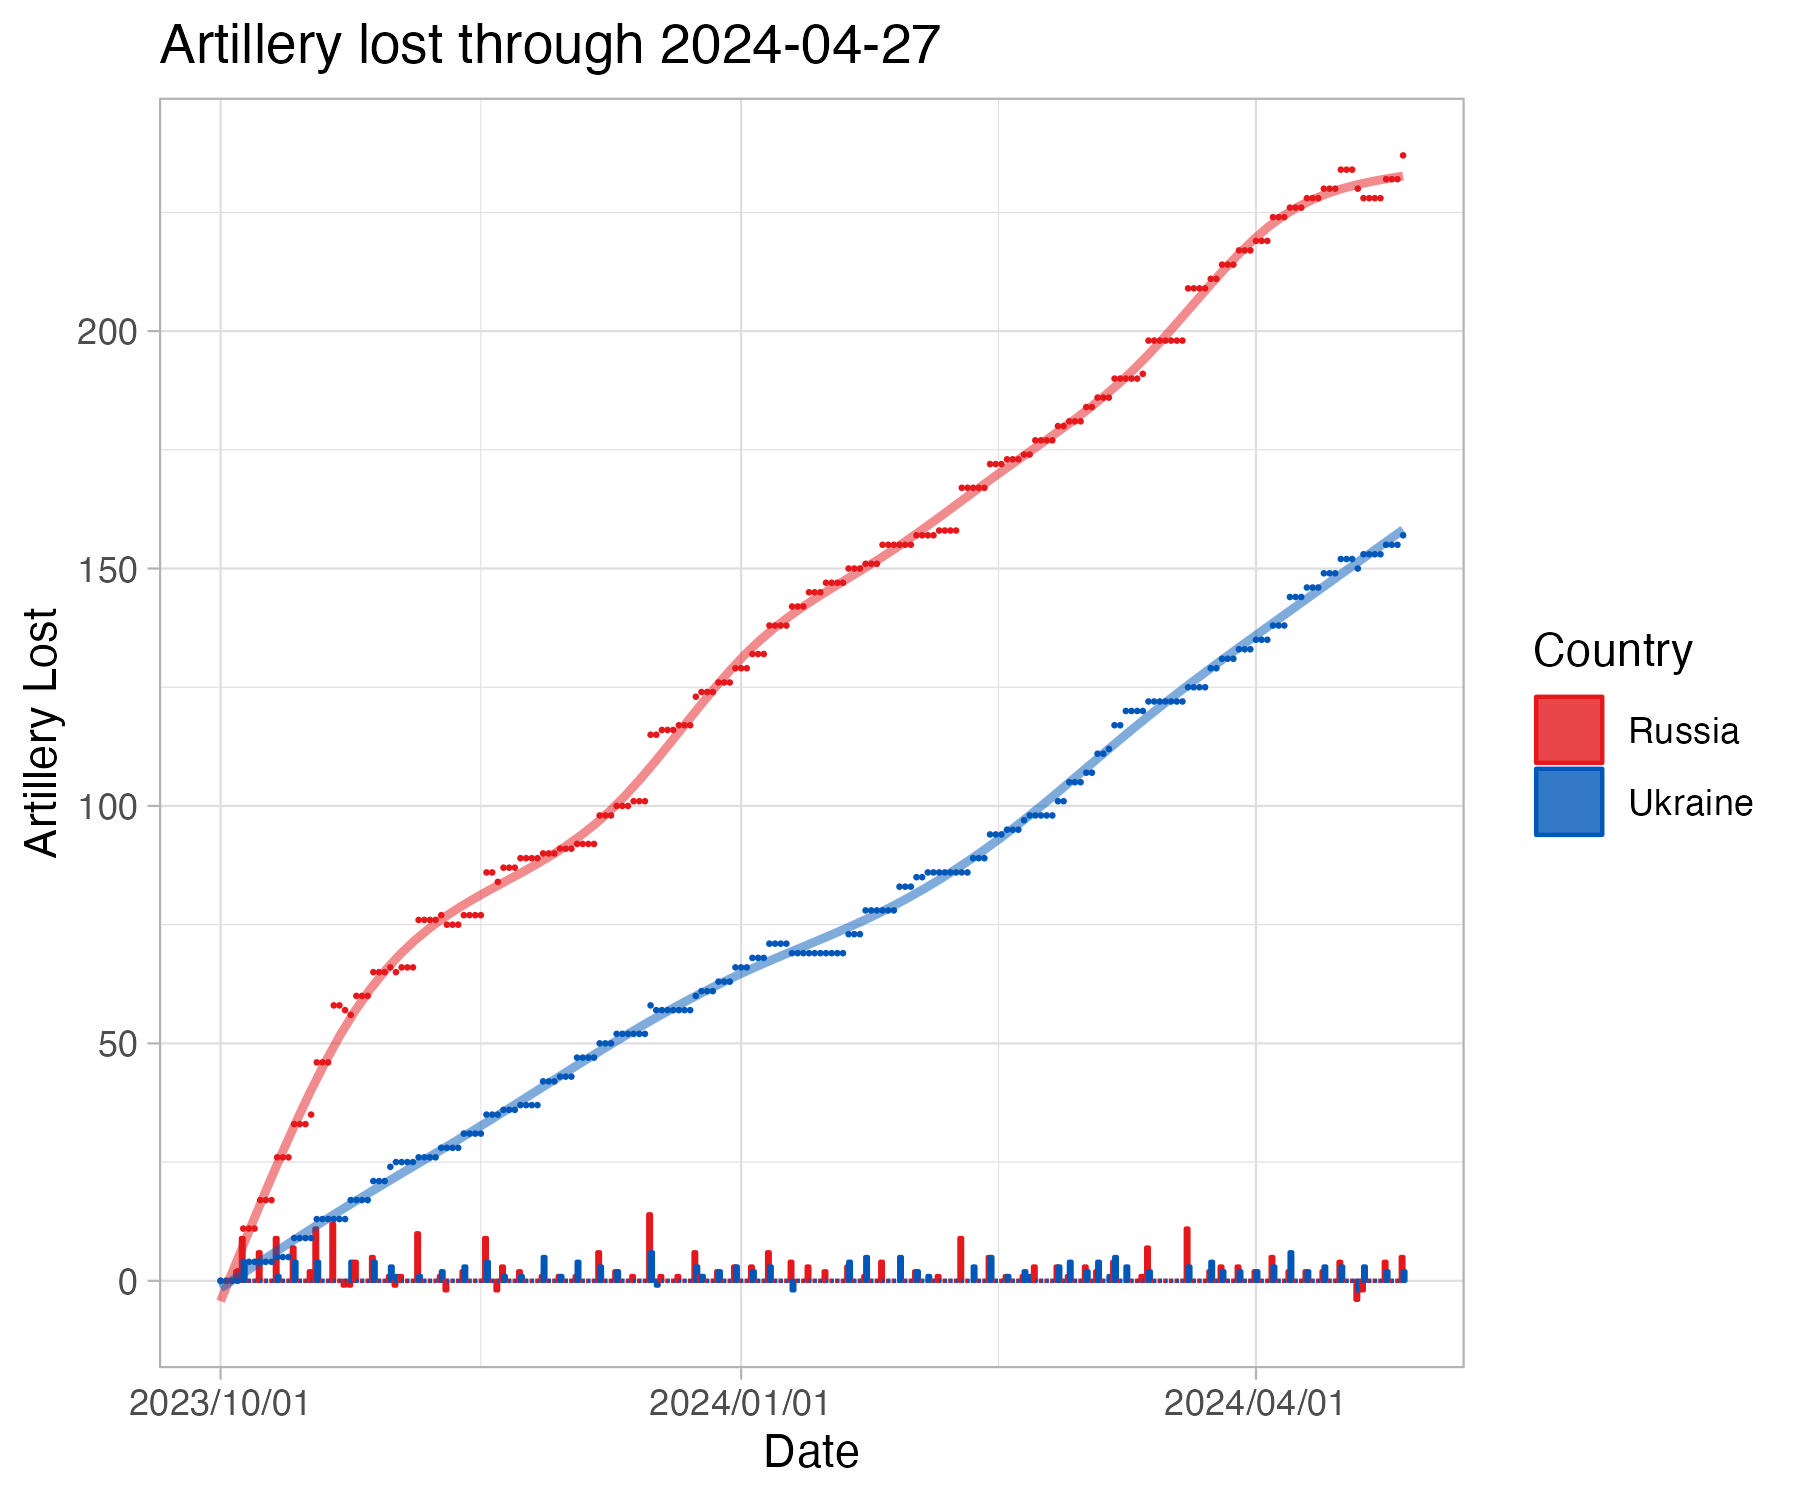 Artillery lost through 2024-04-27
Artillery Lost
200
150
100
50
0
2023/10/01
2024/01/01
2024/04/01
Date
Country
Russia
Ukraine